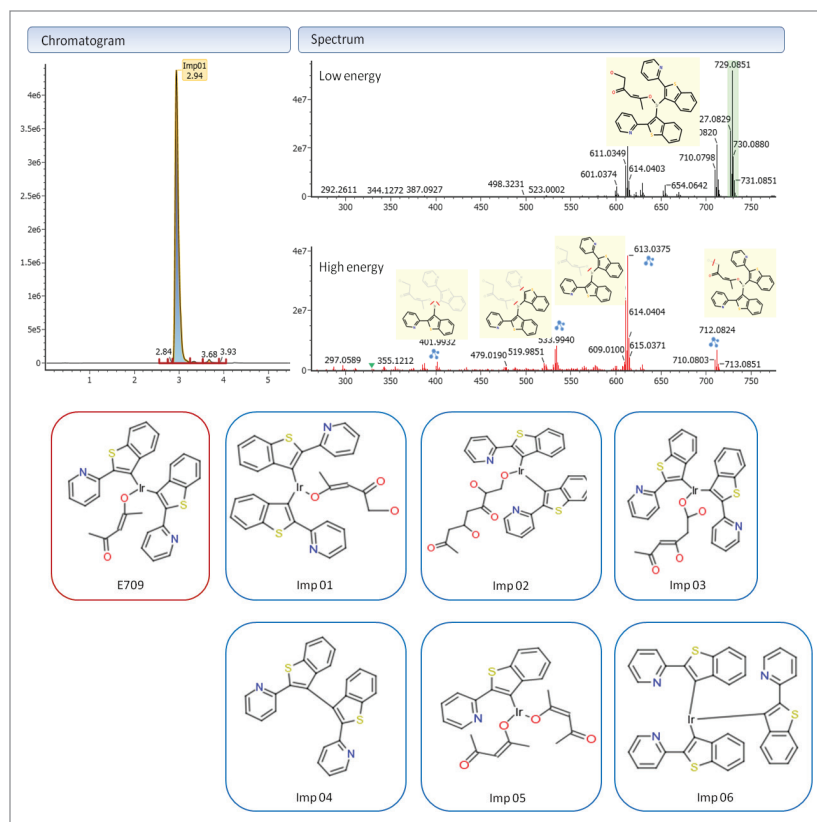 Chromatogram
Spectrum
Imp01
2.94
4e6
3.5e6
3e6
2.5e6
2e6
1.5e6
1e6
5e5
0
2.84
3.68
3.93
1
2
3
4
5
Low energy
729.0851
4e7
27.0829
0820
611.0349
730.0880
2e7
614.0403
710.0798
601.0374
498.3231
654.0642
731.0851
292.2611
344.1272
387.0927
523.0002
0
300
350
400
450
500
550
600
650
700
750
High energy
613.0375
4e7
614.0404
712.0824
2e7
401.9932
533.9940
615.0371
297.0589
355.1212
479.0190
519.9851
609.0100
710.0803
713.0851
0
300
350
400
450
500
550
600
650
700
750
S
N
Ir
O
E709
S
N
Ir
O
Imp 01
S
N
Ir
O
Imp 02
S
N
Ir
O
Imp 03
S
N
Imp 04
S
N
Ir
O
Imp 05
S
N
Ir
Imp 06